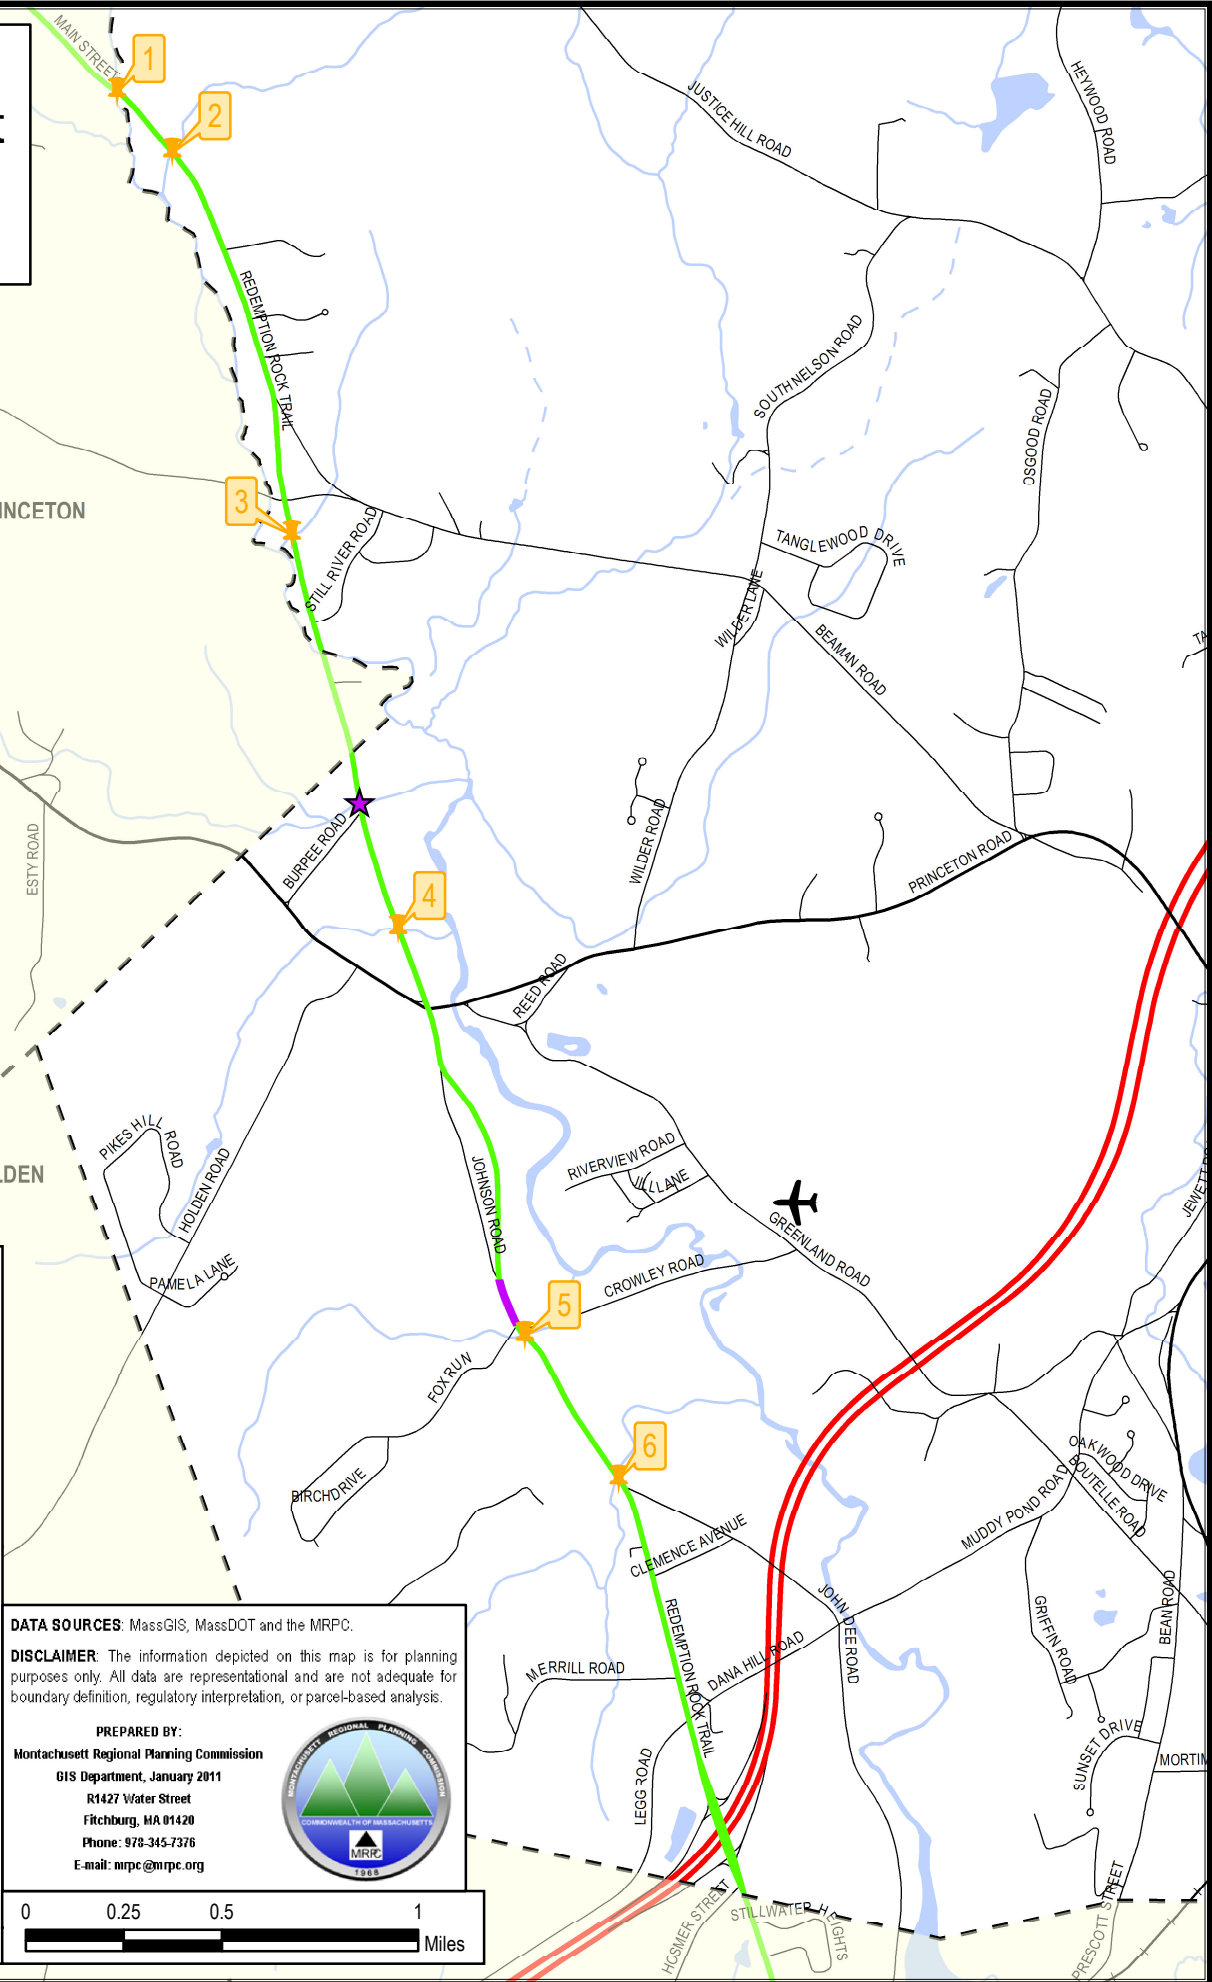 MAIN STREET
1
2
JUSTICE HILL ROAD
HEYWOOD ROAD
REDEMPTION ROCK TRAIL
SOUTH NELSON ROAD
OSGOOD ROAD
3
INCETON
STILL RIVER ROAD
TANGLEWOOD DRIVE
WILDER LANE
BEAMAN ROAD
TA
ESTY ROAD
BURPEE ROAD
WILDER ROAD
PRINCETON ROAD
4
REED ROAD
PIKES HILL ROAD
LDEN
HOLDEN ROAD
JOHNSON ROAD
RIVERVIEW ROAD
JILL LANE
GREENLAND ROAD
PAMELA LANE
CROWLEY ROAD
5
FOX RUN
6
BIRCH DRIVE
OAKWOOD DRIVE
BOUTELLE ROAD
MUDDY POND ROAD
CLEMENCE AVENUE
JOHN DEE ROAD
GRIFFIN ROAD
BEAN ROAD
REDEMPTION ROCK TRAIL
DANA HILL ROAD
MERRILL ROAD
LEGG ROAD
SUNSET DRIVE
MORTIM
HOSMER STREET
STILLWATER HEIGHTS
PRESCOTT STREET
DATA SOURCES: MassGIS, MassDOT and the MRPC.
DISCLAIMER: The information depicted on this map is for planning
purposes only. All data are representational and are not adequate for
boundary definition, regulatory interpretation, or parcel-based analysis.
PREPARED BY:
Montachusett Regional Planning Commission
GIS Department, January 2011
R1427 Water Street
Fitchburg, MA 01420
Phone: 978-345-7376
E-mail: mrpc@mrpc.org
MONTACHUSETT REGIONAL PLANNING COMMISSION
COMMONWEALTH OF MASSACHUSETTS
MRPC
1968
0 0.25 0.5 1
Miles